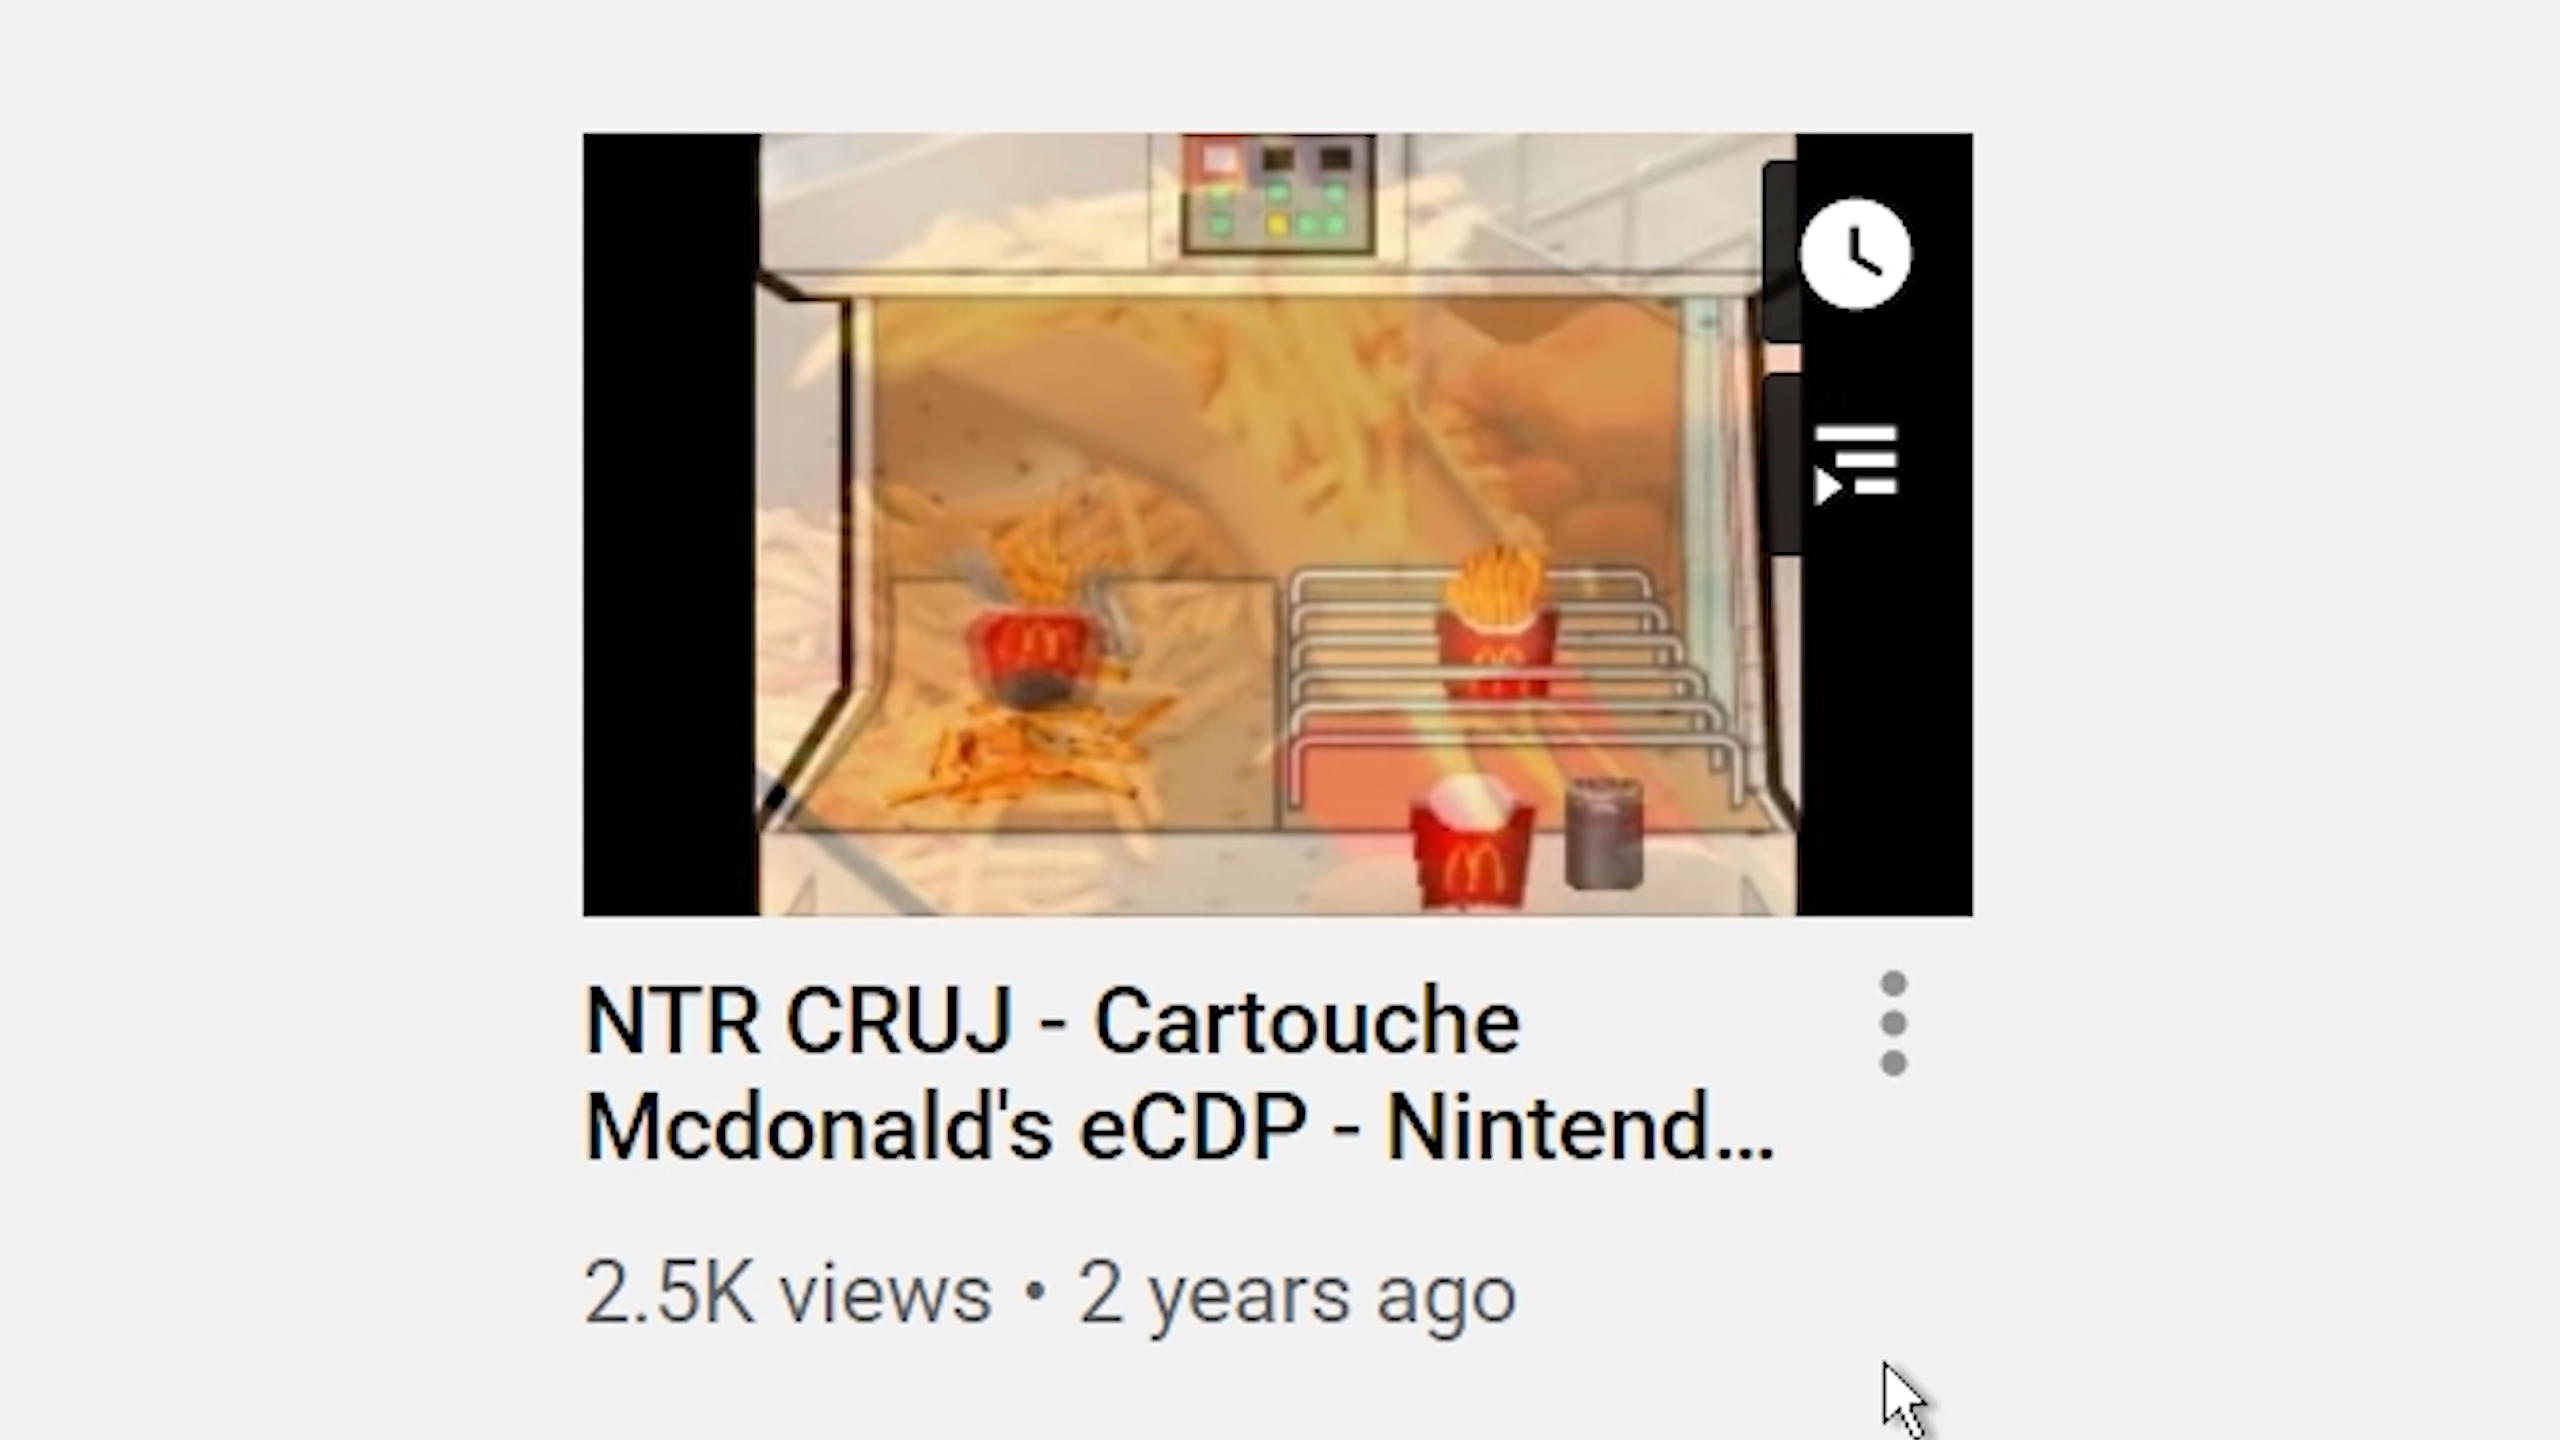 NTR CRUJ - Cartouche
Mcdonald's eCDP - Nintend...
2.5K views • 2 years ago